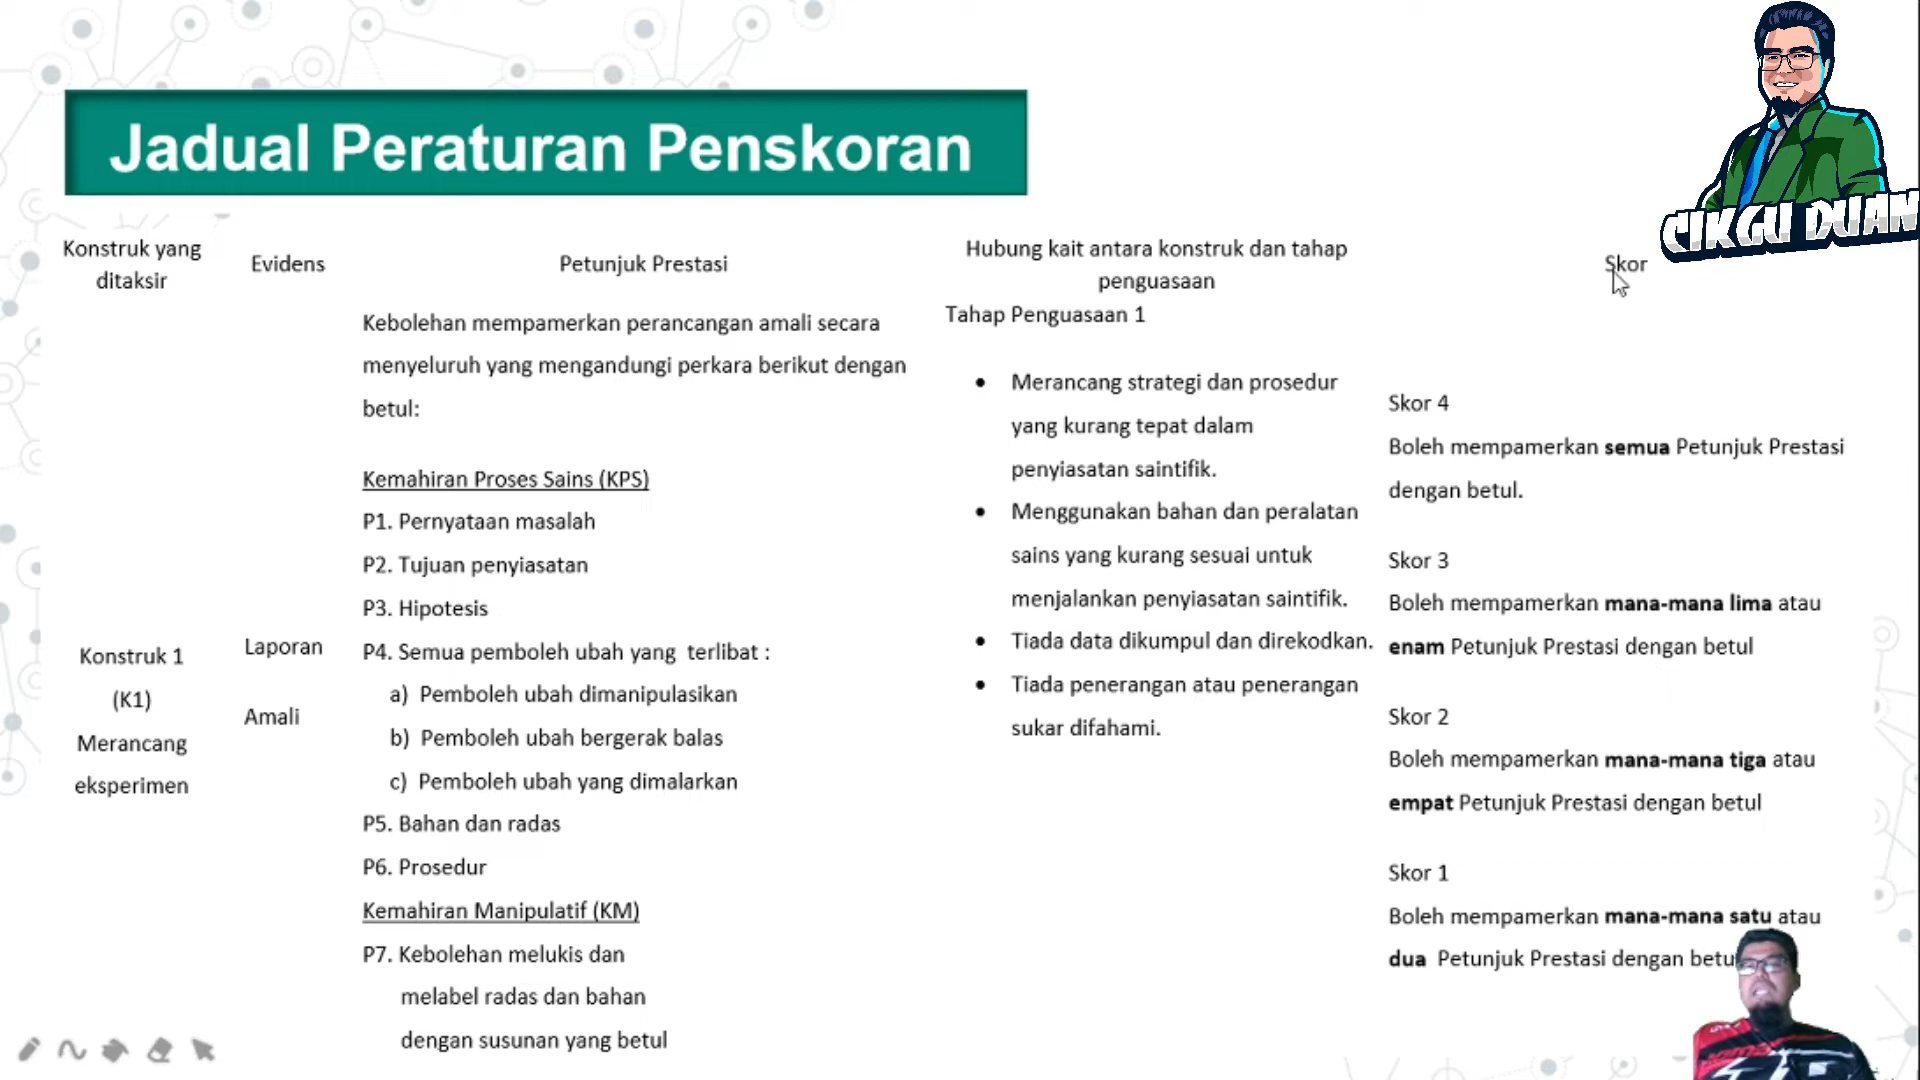 Jadual Peraturan Penskoran
CIKGU DUAN
Konstruk yang
ditaksir
Evidens
Petunjuk Prestasi
Hubung kait antara konstruk dan tahap
penguasaan
Skor
Konstruk 1
(K1)
Merancang
eksperimen
Laporan
Amali
Kebolehan mempamerkan perancangan amali secara
menyeluruh yang mengandungi perkara berikut dengan
betul:
Kemahiran Proses Sains (KPS)
P1. Pernyataan masalah
P2. Tujuan penyiasatan
P3. Hipotesis
P4. Semua pemboleh ubah yang terlibat :
a) Pemboleh ubah dimanipulasikan
b) Pemboleh ubah bergerak balas
c) Pemboleh ubah yang dimalarkan
P5. Bahan dan radas
P6. Prosedur
Kemahiran Manipulatif (KM)
P7. Kebolehan melukis dan
melabel radas dan bahan
dengan susunan yang betul
Tahap Penguasaan 1
• Merancang strategi dan prosedur
yang kurang tepat dalam
penyiasatan saintifik.
• Menggunakan bahan dan peralatan
sains yang kurang sesuai untuk
menjalankan penyiasatan saintifik.
• Tiada data dikumpul dan direkodkan.
• Tiada penerangan atau penerangan
sukar difahami.
Skor 4
Boleh mempamerkan semua Petunjuk Prestasi
dengan betul.
Skor 3
Boleh mempamerkan mana-mana lima atau
enam Petunjuk Prestasi dengan betul
Skor 2
Boleh mempamerkan mana-mana tiga atau
empat Petunjuk Prestasi dengan betul
Skor 1
Boleh mempamerkan mana-mana satu atau
dua Petunjuk Prestasi dengan betu